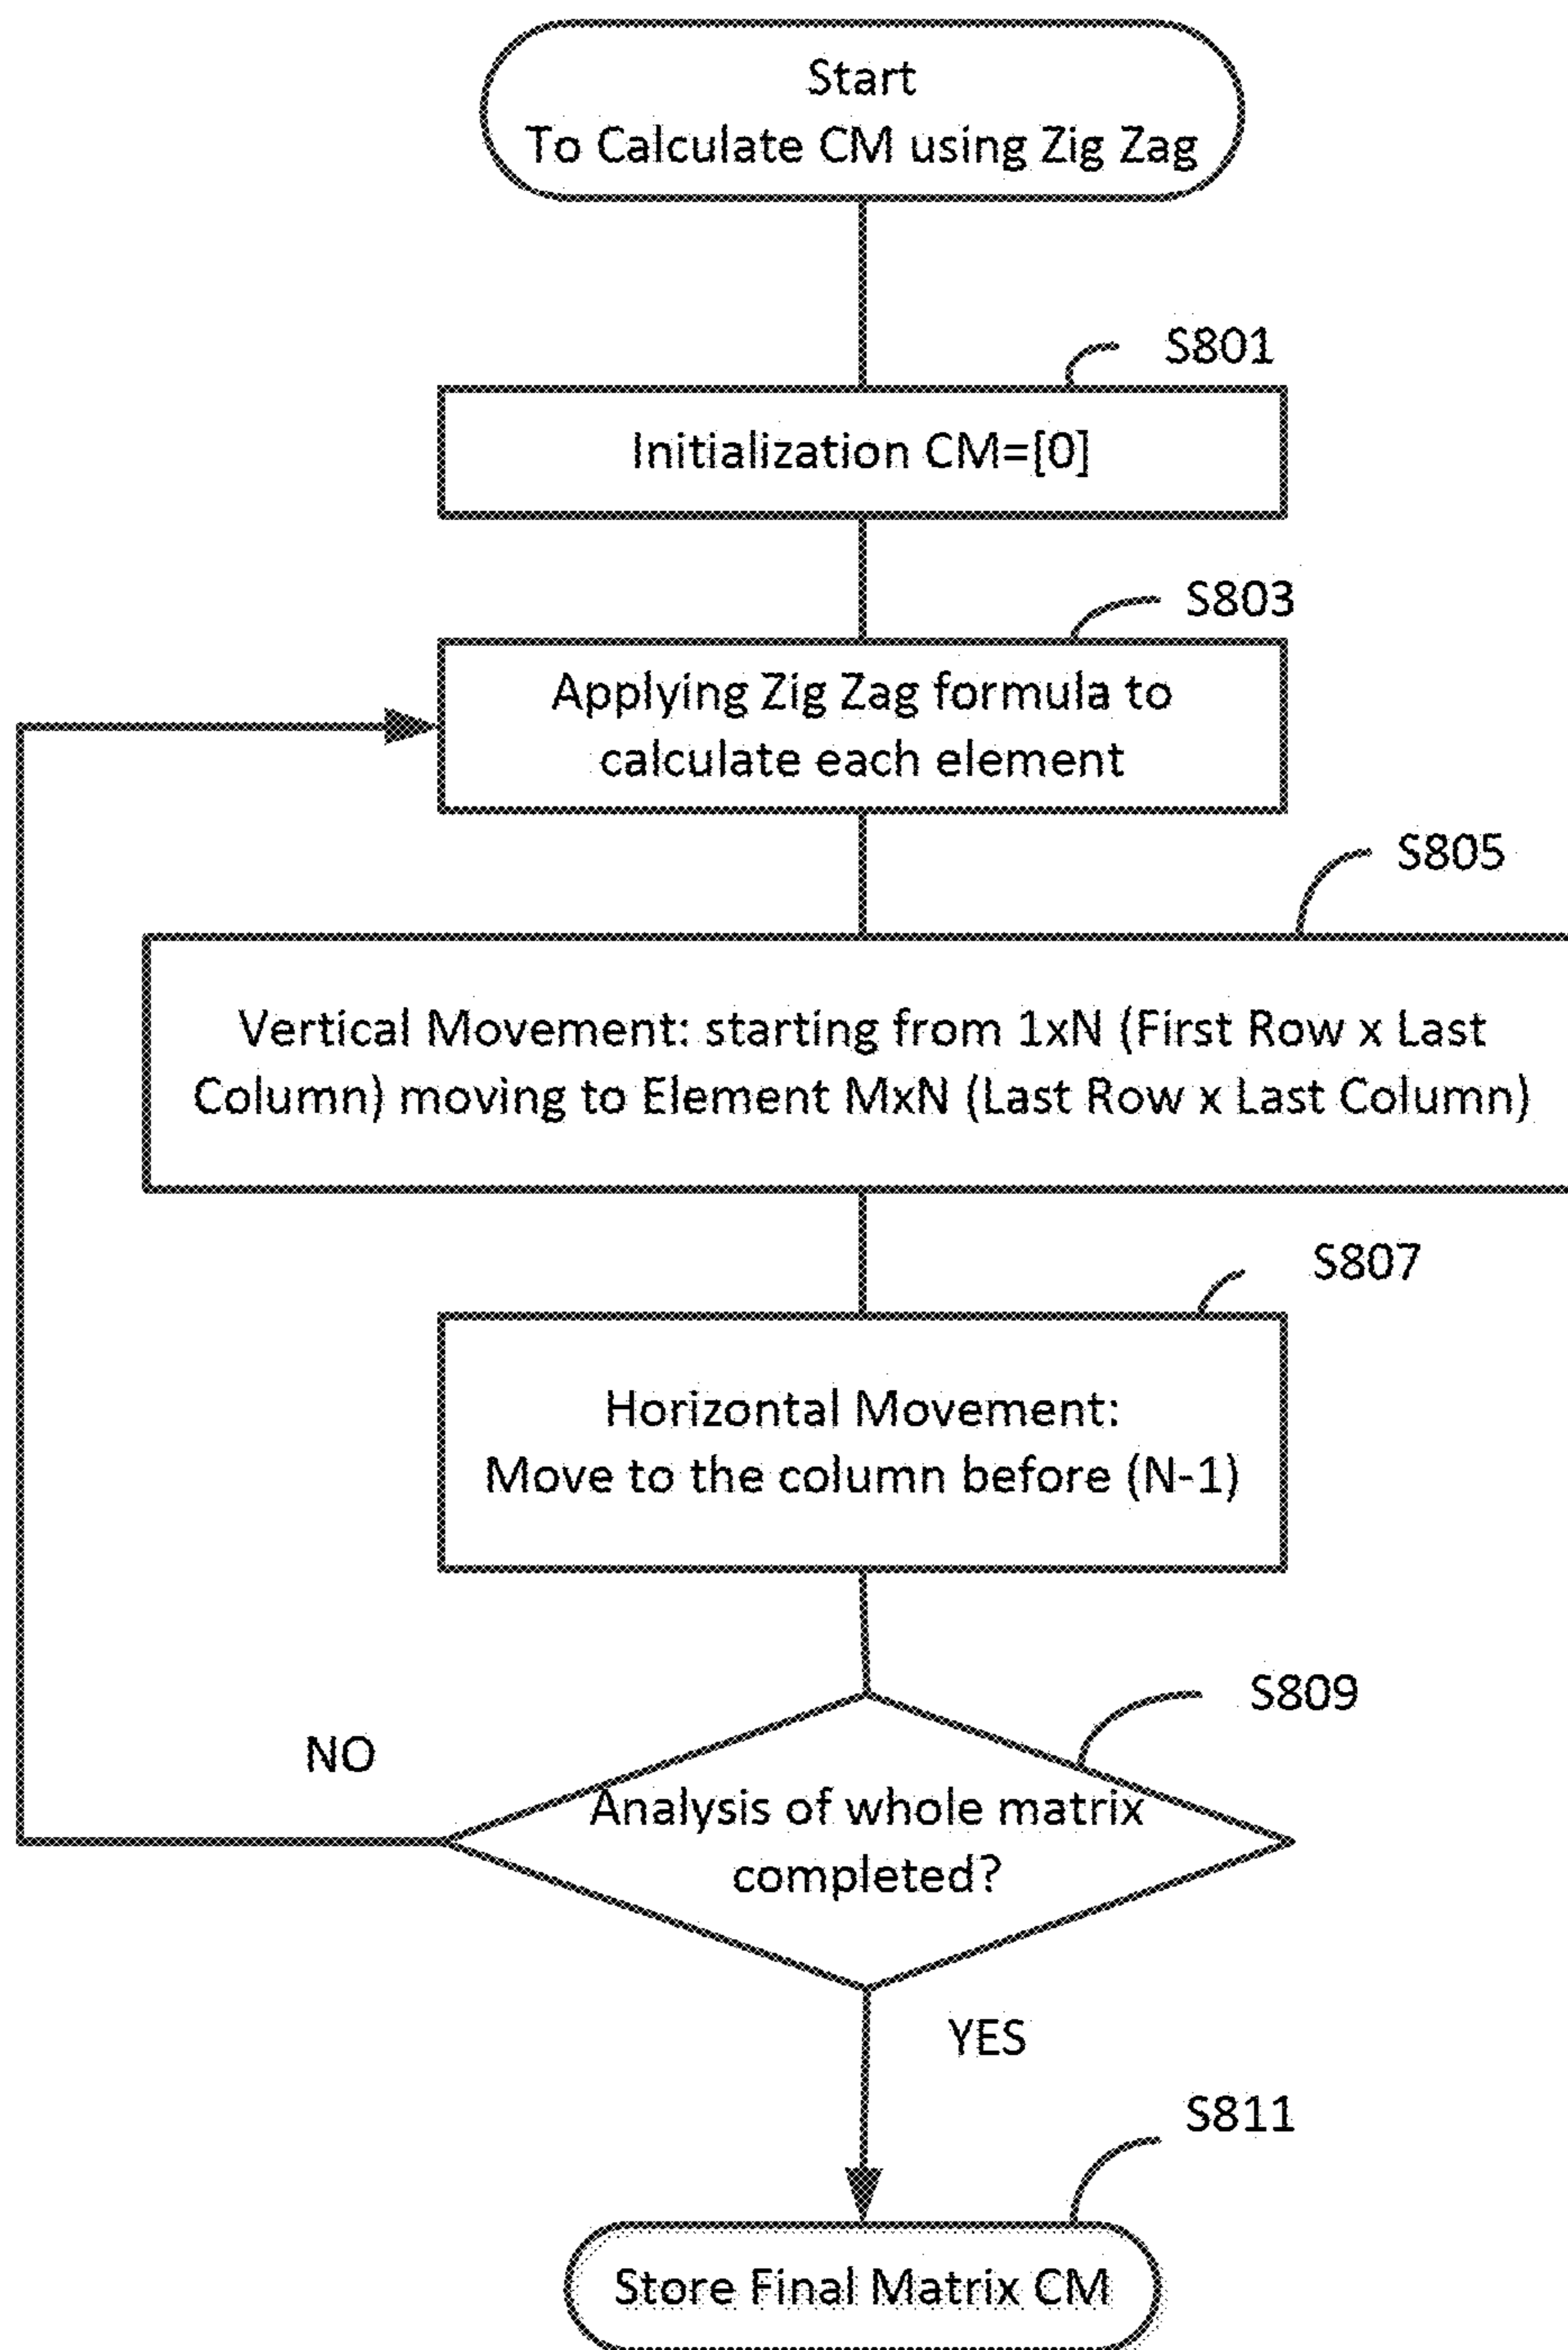 Start
To Calculate CM using Zig Zag
S801
Initialization CM=[0]
S803
Applying Zig Zag formula to
calculate each element
S805
Vertical Movement: starting from 1xN (First Row x Last
Column) moving to Element MxN (Last Row x Last Column)
S807
Horizontal Movement:
Move to the column before (N-1)
S809
NO
Analysis of whole matrix
completed?
YES
S811
Store Final Matrix CM